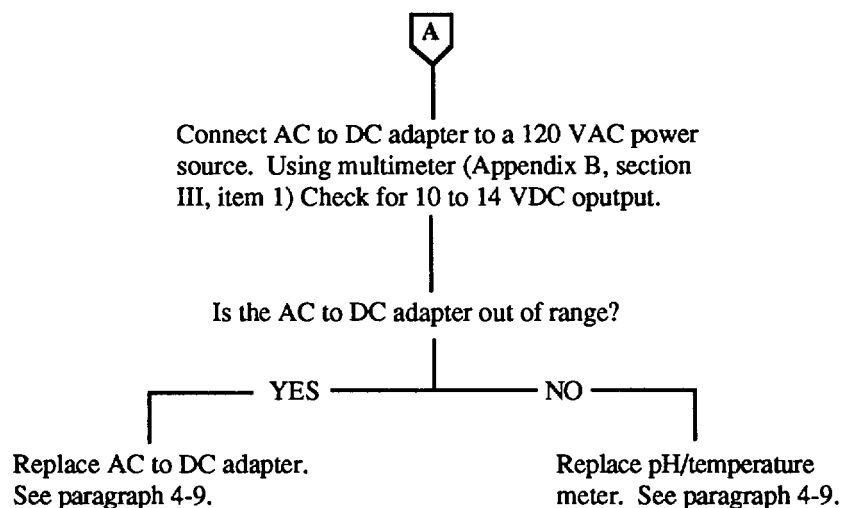 A
Connect AC to DC adapter to a 120 VAC power
source. Using multimeter (Appendix B, section
III, item 1) Check for 10 to 14 VDC oputput.
Is the AC to DC adapter out of range?
YES
NO
Replace AC to DC adapter.
See paragraph 4-9.
Replace pH/temperature
meter. See paragraph 4-9.